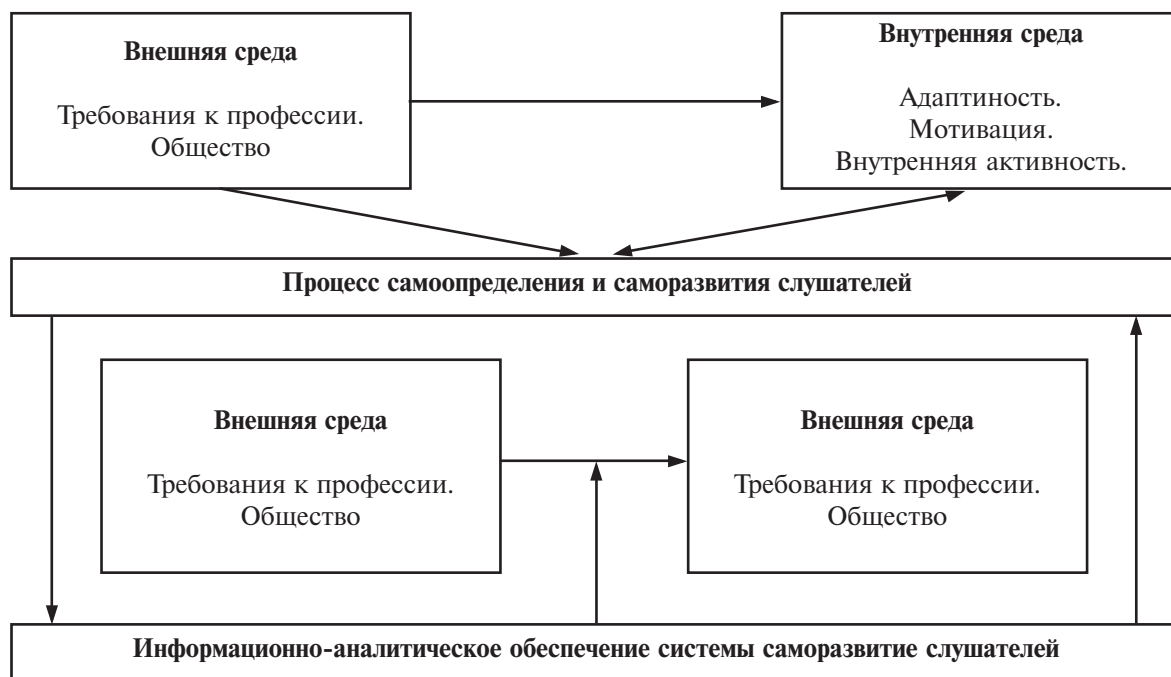 Внешняя среда
Требования к профессии.
Общество
Внутренняя среда
Адаптиность.
Мотивация.
Внутренняя активность.
Процесс самоопределения и саморазвития слушателей
Внешняя среда
Требования к профессии.
Общество
Внешняя среда
Требования к профессии.
Общество
Информационно-аналитическое обеспечение системы саморазвитие слушателей